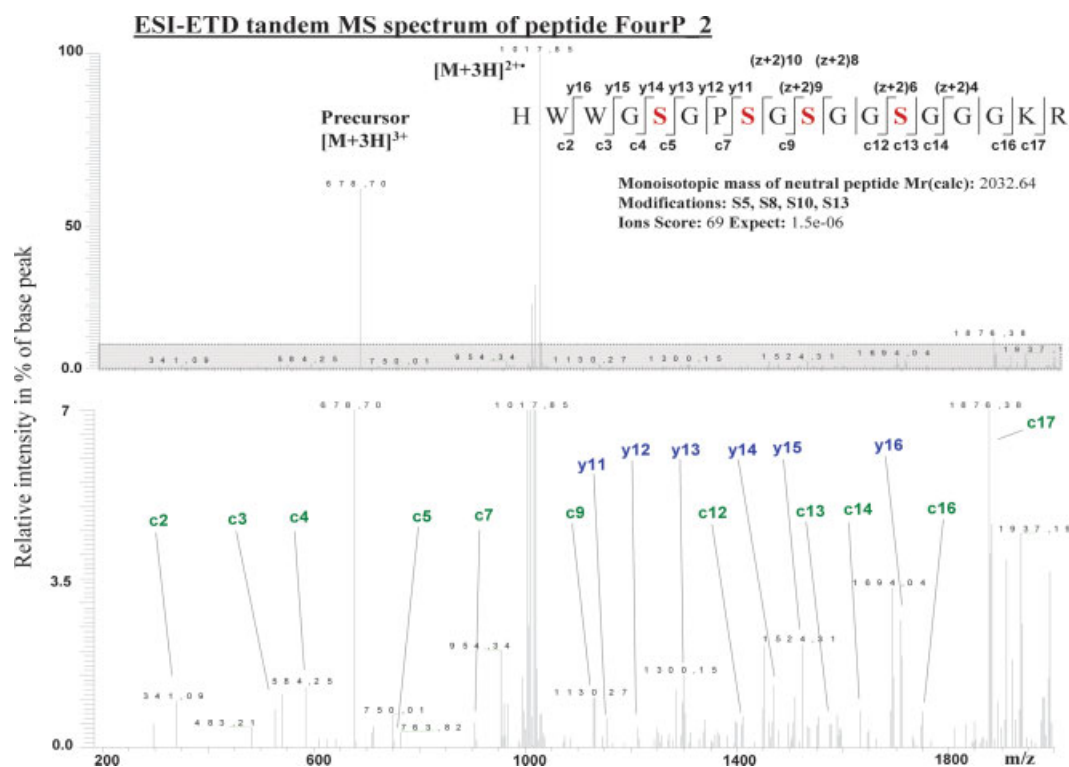 ESI-ETD tandem MS spectrum of peptide FourP_2
100
1017,85
[M+3H]2+•
(z+2)10 (z+2)8
y16 y15 y14 y13 y12 y11 (z+2)9 (z+2)6 (z+2)4
H W W G S G P S G S G G S G G G K R
c2 c3 c4 c5 c7 c9 c12 c13 c14 c16 c17
Precursor
[M+3H]3+
678,70
Monoisotopic mass of neutral peptide Mr(calc): 2032.64
Modifications: S5, S8, S10, S13
Ions Score: 69 Expect: 1.5e-06
50
Relative intensity in % of base peak
1876,38
341,09 584,25 750,01 954,34 1130,27 1300,15 1524,31 1694,04 1937,1
0.0
678,70 1017,85 1876,38
7
c17
y11 y12 y13 y14 y15 y16
c2 c3 c4 c5 c7 c9 c12 c13 c14 c16
1937,18
3.5
1694,04
954,34 1524,31
584,25 1300,15
341,09 1130,27
483,21 750,01 763,82
0.0
200 600 1000 1400 1800 m/z